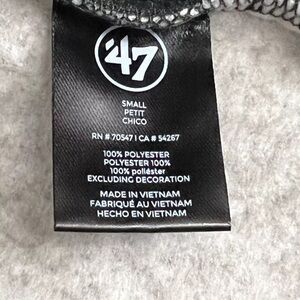 '47
SMALL
PETIT
CHICO
RN # 70547 | CA # 54267
100% POLYESTER
POLYESTER 100%
100% poliéster
EXCLUDING DECORATION
MADE IN VIETNAM
FABRIQUÉ AU VIETNAM
HECHO EN VIETNAM